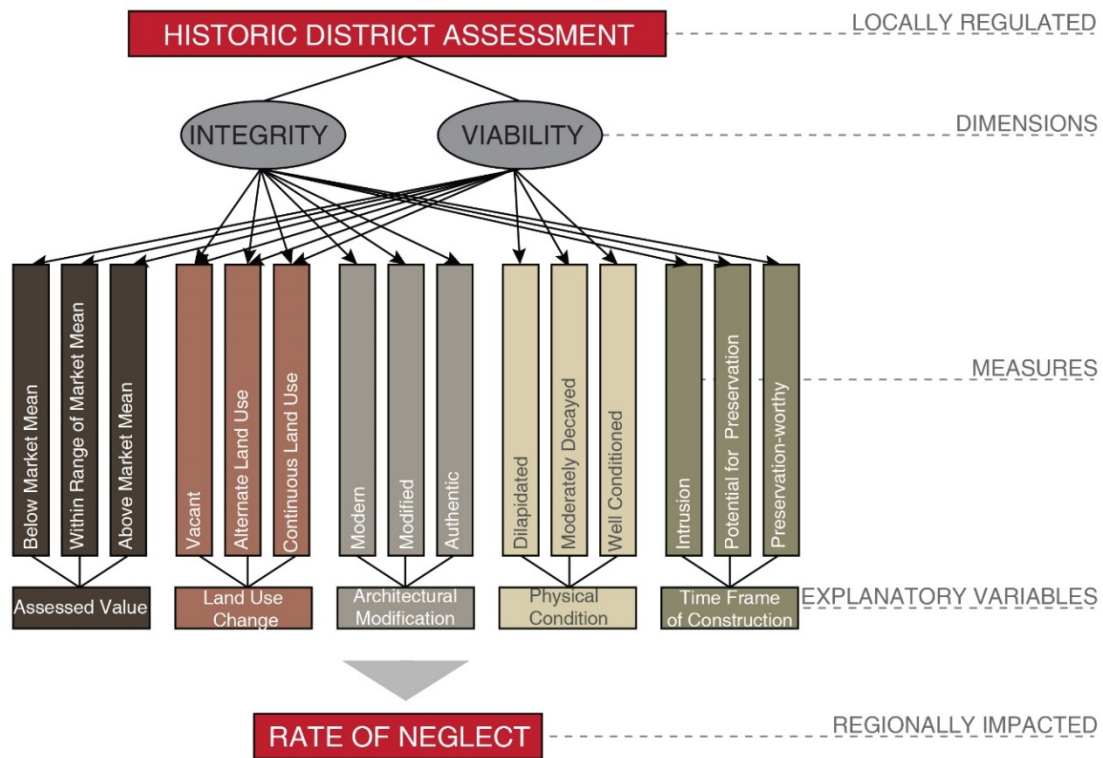 HISTORIC DISTRICT ASSESSMENT
LOCALLY REGULATED
INTEGRITY
VIABILITY
DIMENSIONS
Below Market Mean
Within Range of Market Mean
Above Market Mean
Vacant
Alternate Land Use
Continuous Land Use
Modern
Modified
Authentic
Dilapidated
Moderately Decayed
Well Conditioned
Intrusion
Potential for Preservation
Preservation-worthy
MEASURES
Assessed Value
Land Use
Change
Architectural
Modification
Physical
Condition
Time Frame
of Construction
EXPLANATORY VARIABLES
RATE OF NEGLECT
REGIONALLY IMPACTED